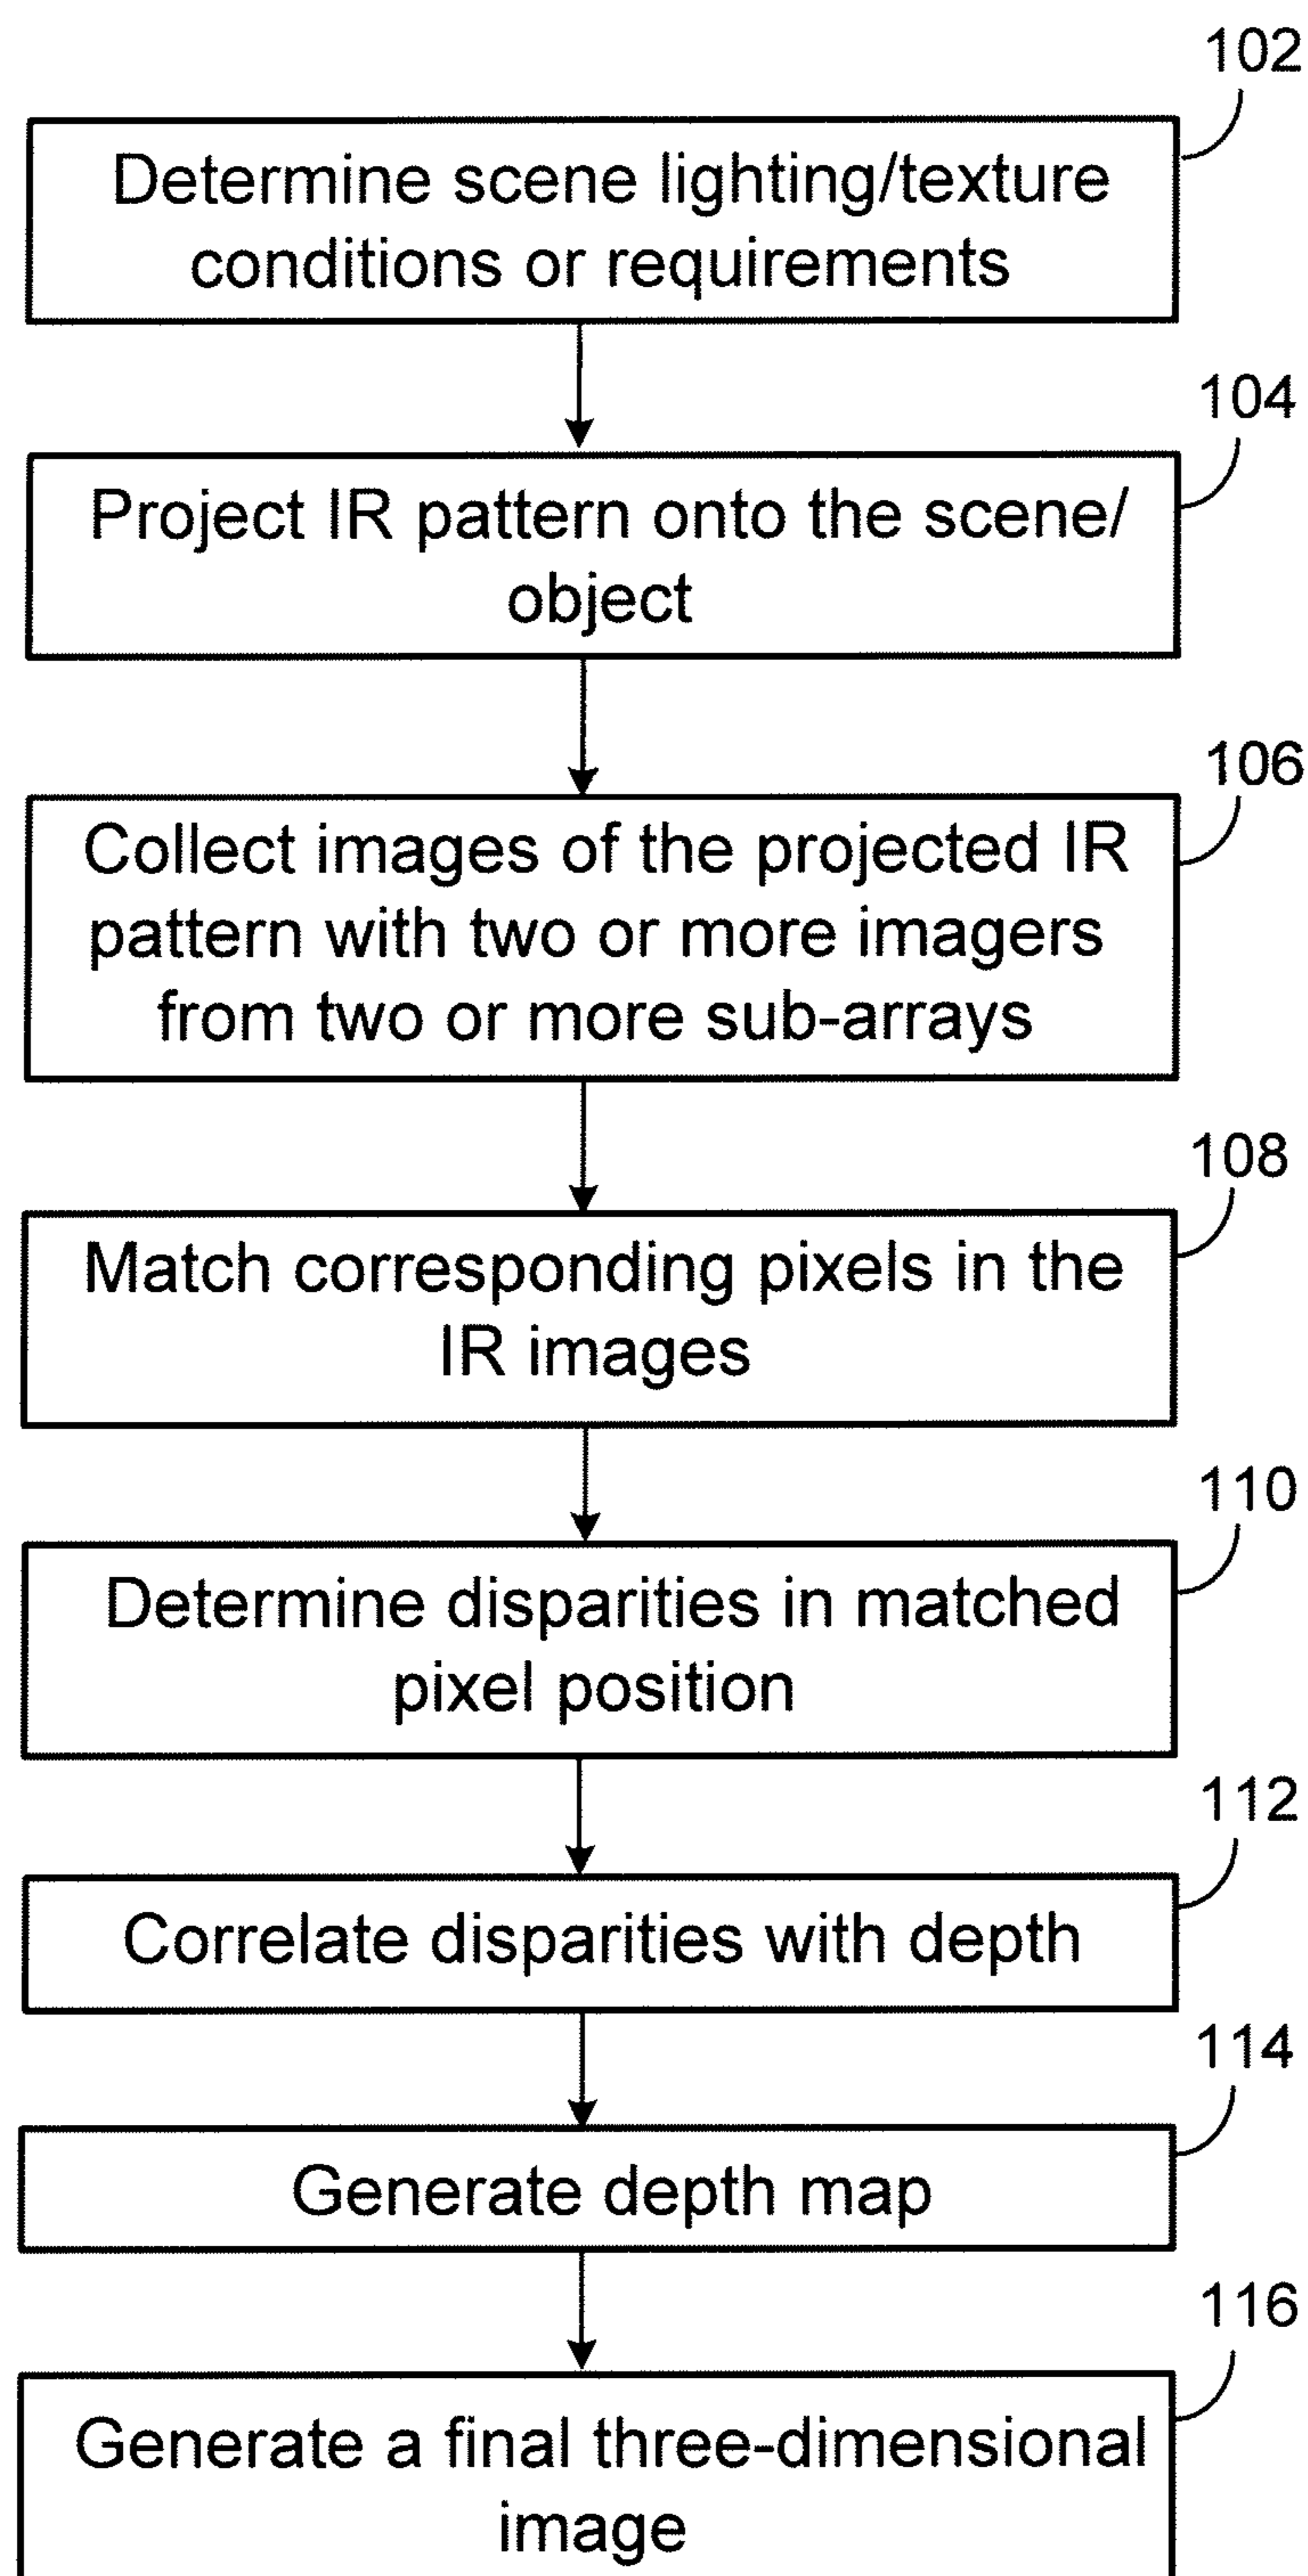 102
Determine scene lighting/texture
conditions or requirements
104
Project IR pattern onto the scene/
object
106
Collect images of the projected IR
pattern with two or more imagers
from two or more sub-arrays
108
Match corresponding pixels in the
IR images
110
Determine disparities in matched
pixel position
112
Correlate disparities with depth
114
Generate depth map
116
Generate a final three-dimensional
image